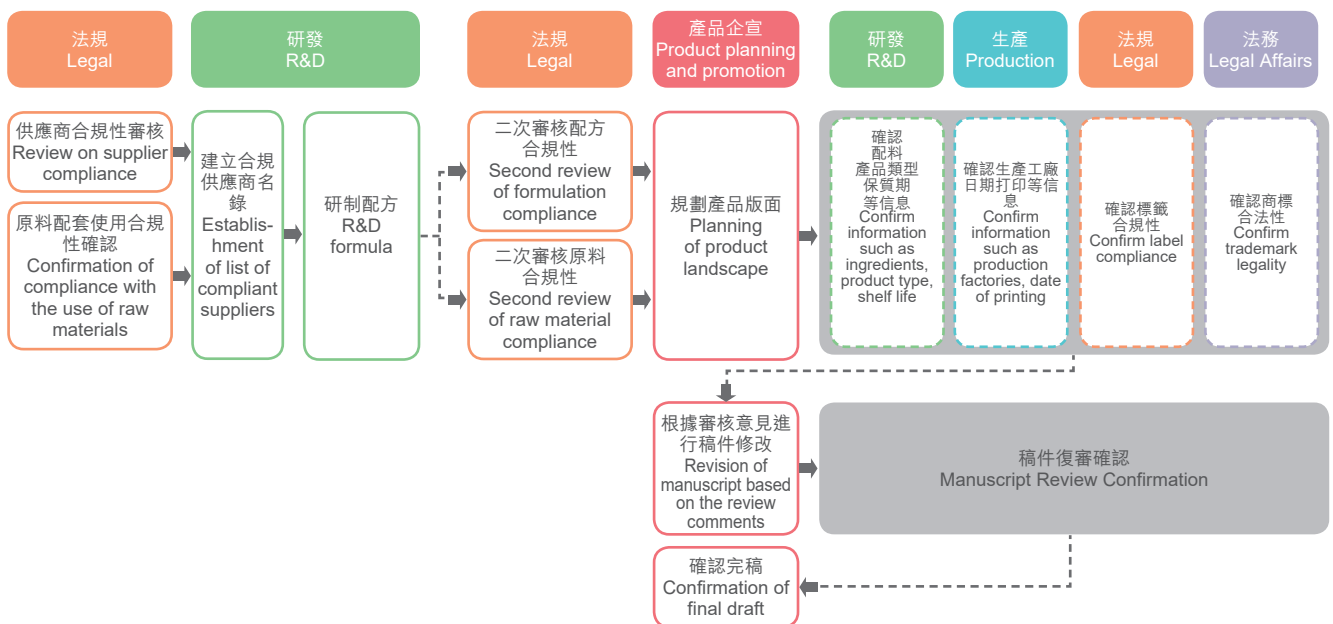 法規
Legal
研發
R&D
法規
Legal
產品企宣
Product planning
and promotion
研發
R&D
生產
Production
法規
Legal
法務
Legal Affairs
供應商合規性審核
Review on supplier
compliance
原料配套使用合規
性確認
Confirmation of
compliance with
the use of raw
materials
建立合規
供應商名
錄
Establis-
hment
of list of
compliant
suppliers
研制配方
R&D
formula
二次審核配方
合規性
Second review
of formulation
compliance
二次審核原料
合規性
Second review
of raw material
compliance
規劃產品版面
Planning
of product
landscape
確認
配料
產品類型
保質期
等信息
Confirm
information
such as
ingredients,
product type,
shelf life
確認生產工廠
日期打印等信
息
Confirm
information
such as
production
factories, date
of printing
確認標籤
合規性
Confirm label
compliance
確認商標
合法性
Confirm
trademark
legality
根據審核意見進
行稿件修改
Revision of
manuscript based
on the review
comments
稿件復審確認
Manuscript Review Confirmation
確認完稿
Confirmation of
final draft